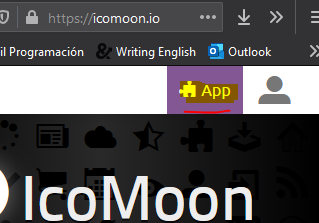 https://icomoon.io
il Programación
Writing English
Outlook
App
IcoMoon